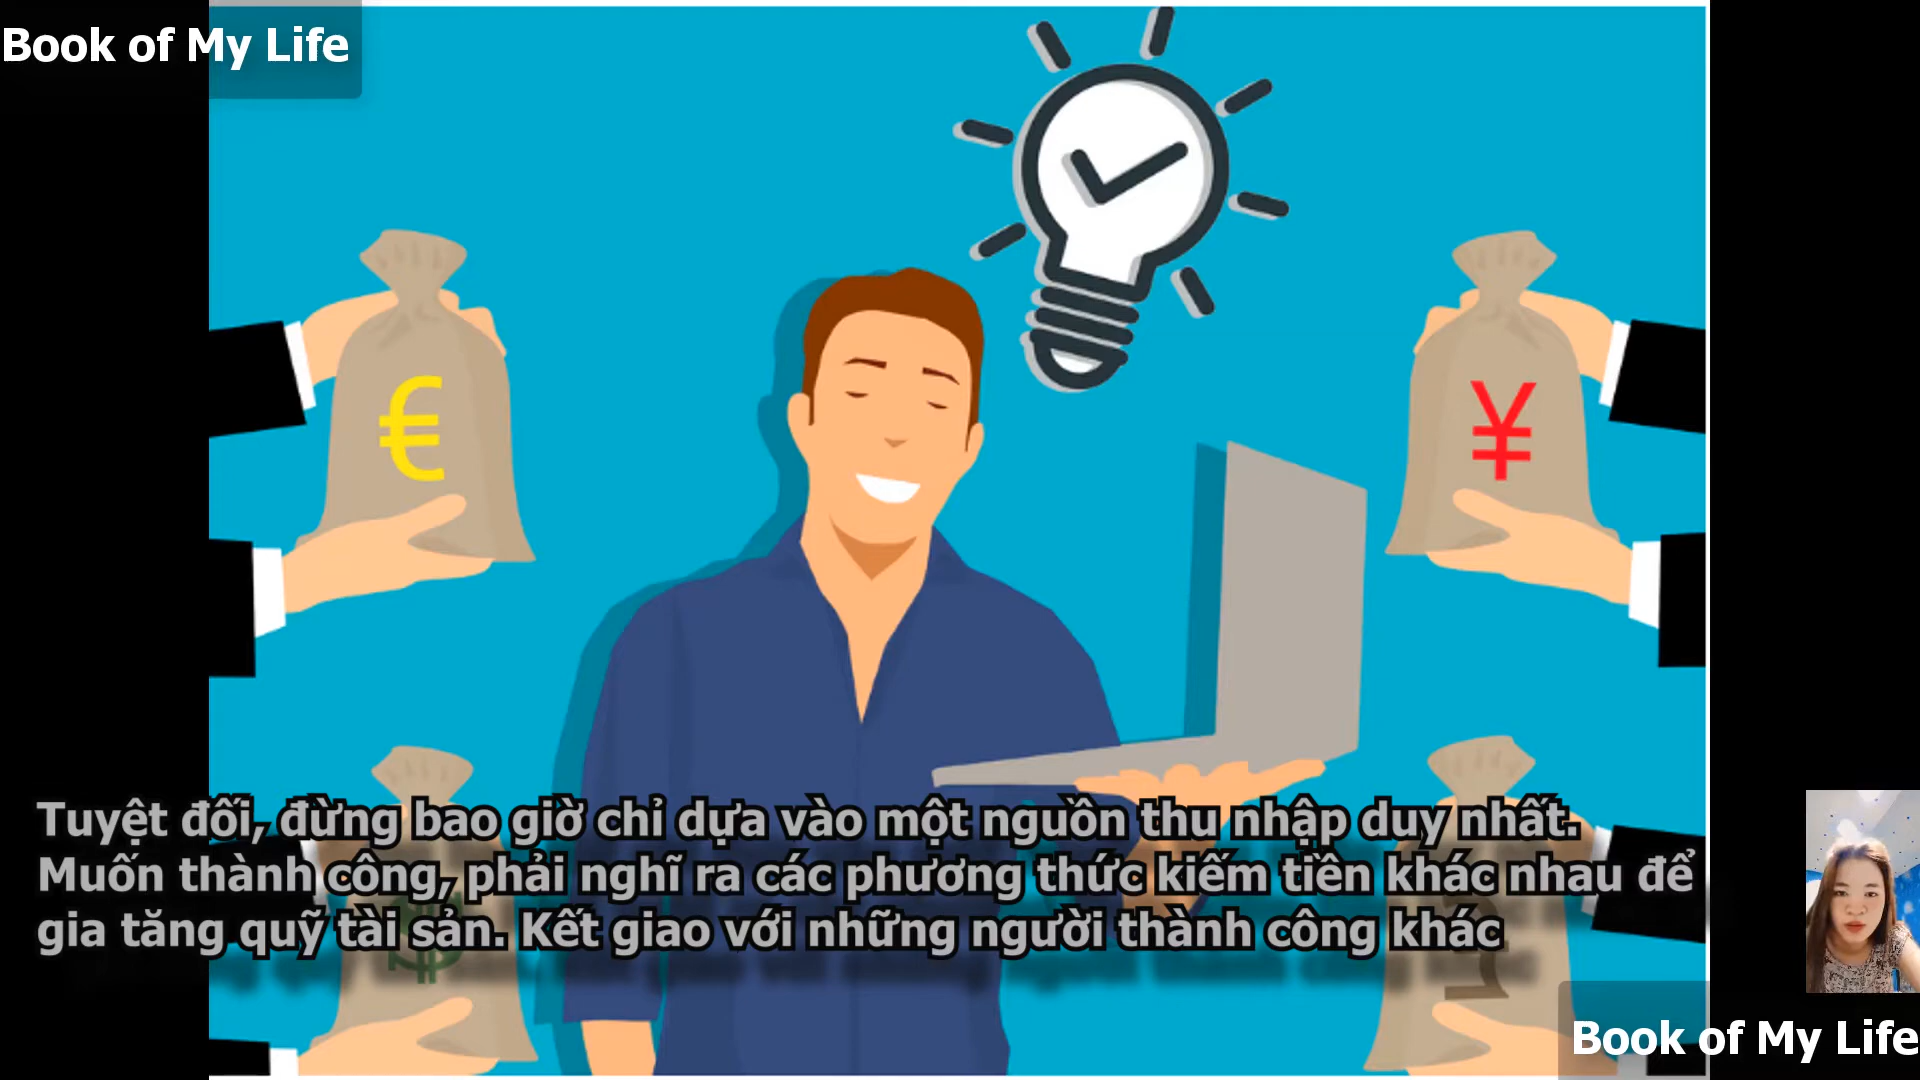 Book of My Life
€
¥
Tuyệt đối, đừng bao giờ chỉ dựa vào một nguồn thu nhập duy nhất.
Muốn thành công, phải nghĩ ra các phương thức kiếm tiền khác nhau để
gia tăng quỹ tài sản. Kết giao với những người thành công khác
$
Book of My Life